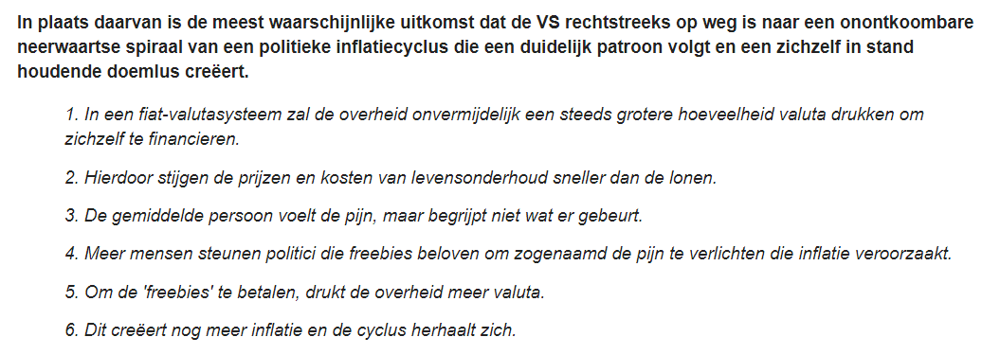 In plaats daarvan is de meest waarschijnlijke uitkomst dat de VS rechtstreeks op weg is naar een onontkoombare
neerwaartse spiraal van een politieke inflatiecyclus die een duidelijk patroon volgt en een zichzelf in stand
houdende doemlus creëert.
1. In een fiat-valutasysteem zal de overheid onvermijdelijk een steeds grotere hoeveelheid valuta drukken om
zichzelf te financieren.
2. Hierdoor stijgen de prijzen en kosten van levensonderhoud sneller dan de lonen.
3. De gemiddelde persoon voelt de pijn, maar begrijpt niet wat er gebeurt.
4. Meer mensen steunen politici die freebies beloven om zogenaamd de pijn te verlichten die inflatie veroorzaakt.
5. Om de 'freebies' te betalen, drukt de overheid meer valuta.
6. Dit creëert nog meer inflatie en de cyclus herhaalt zich.